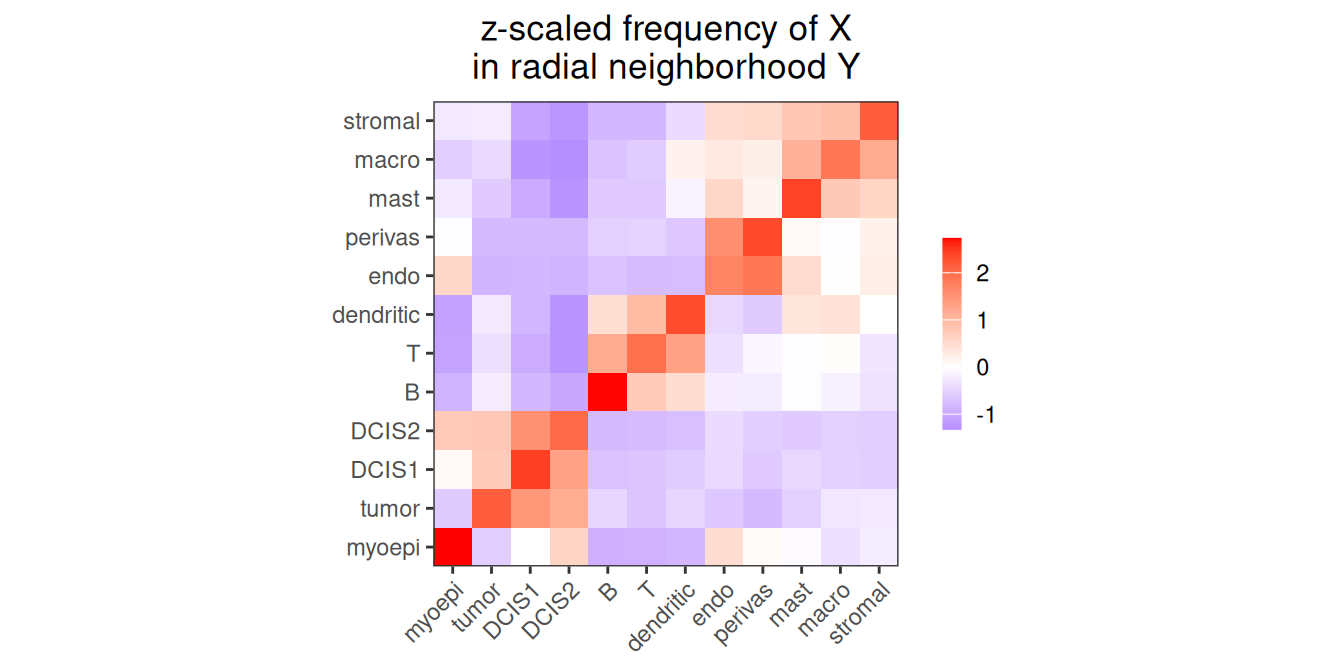 z-scaled frequency of X
in radial neighborhood Y
stromal
macro
mast
perivas
endo
dendritic
T
B
DCIS2
DCIS1
tumor
myoepi
2
1
0
-1
myoepi
tumor
DCIS1
DCIS2
B
T
dendritic
endo
perivas
mast
macro
stromal